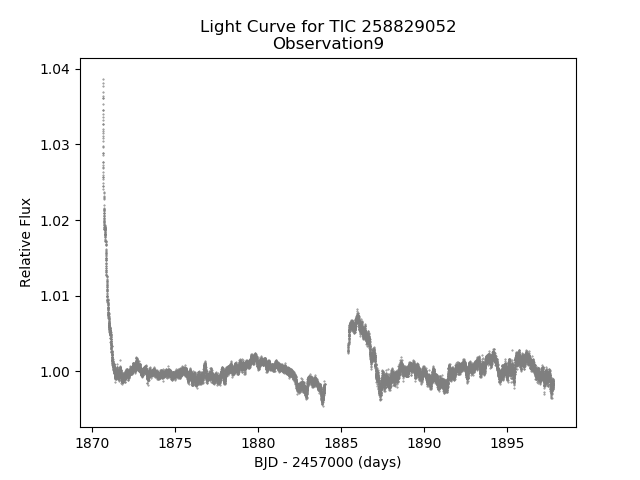 Light Curve for TIC 258829052
Observation9
1.04
1.03
1.02
1.01
1.00
Relative Flux
1870 1875 1880 1885 1890 1895
BJD - 2457000 (days)